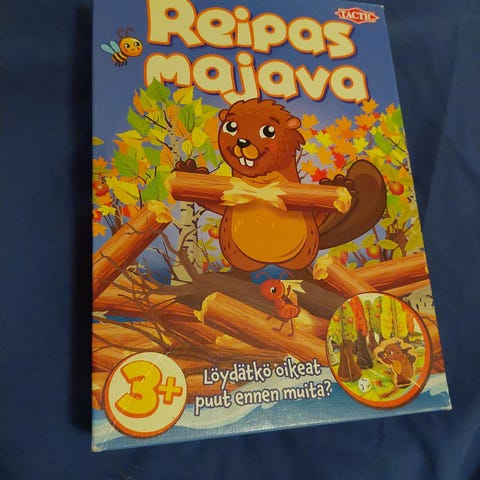 TACTIC
Reipas
majava
3+
Löydätkö oikeat
puut ennen muita?